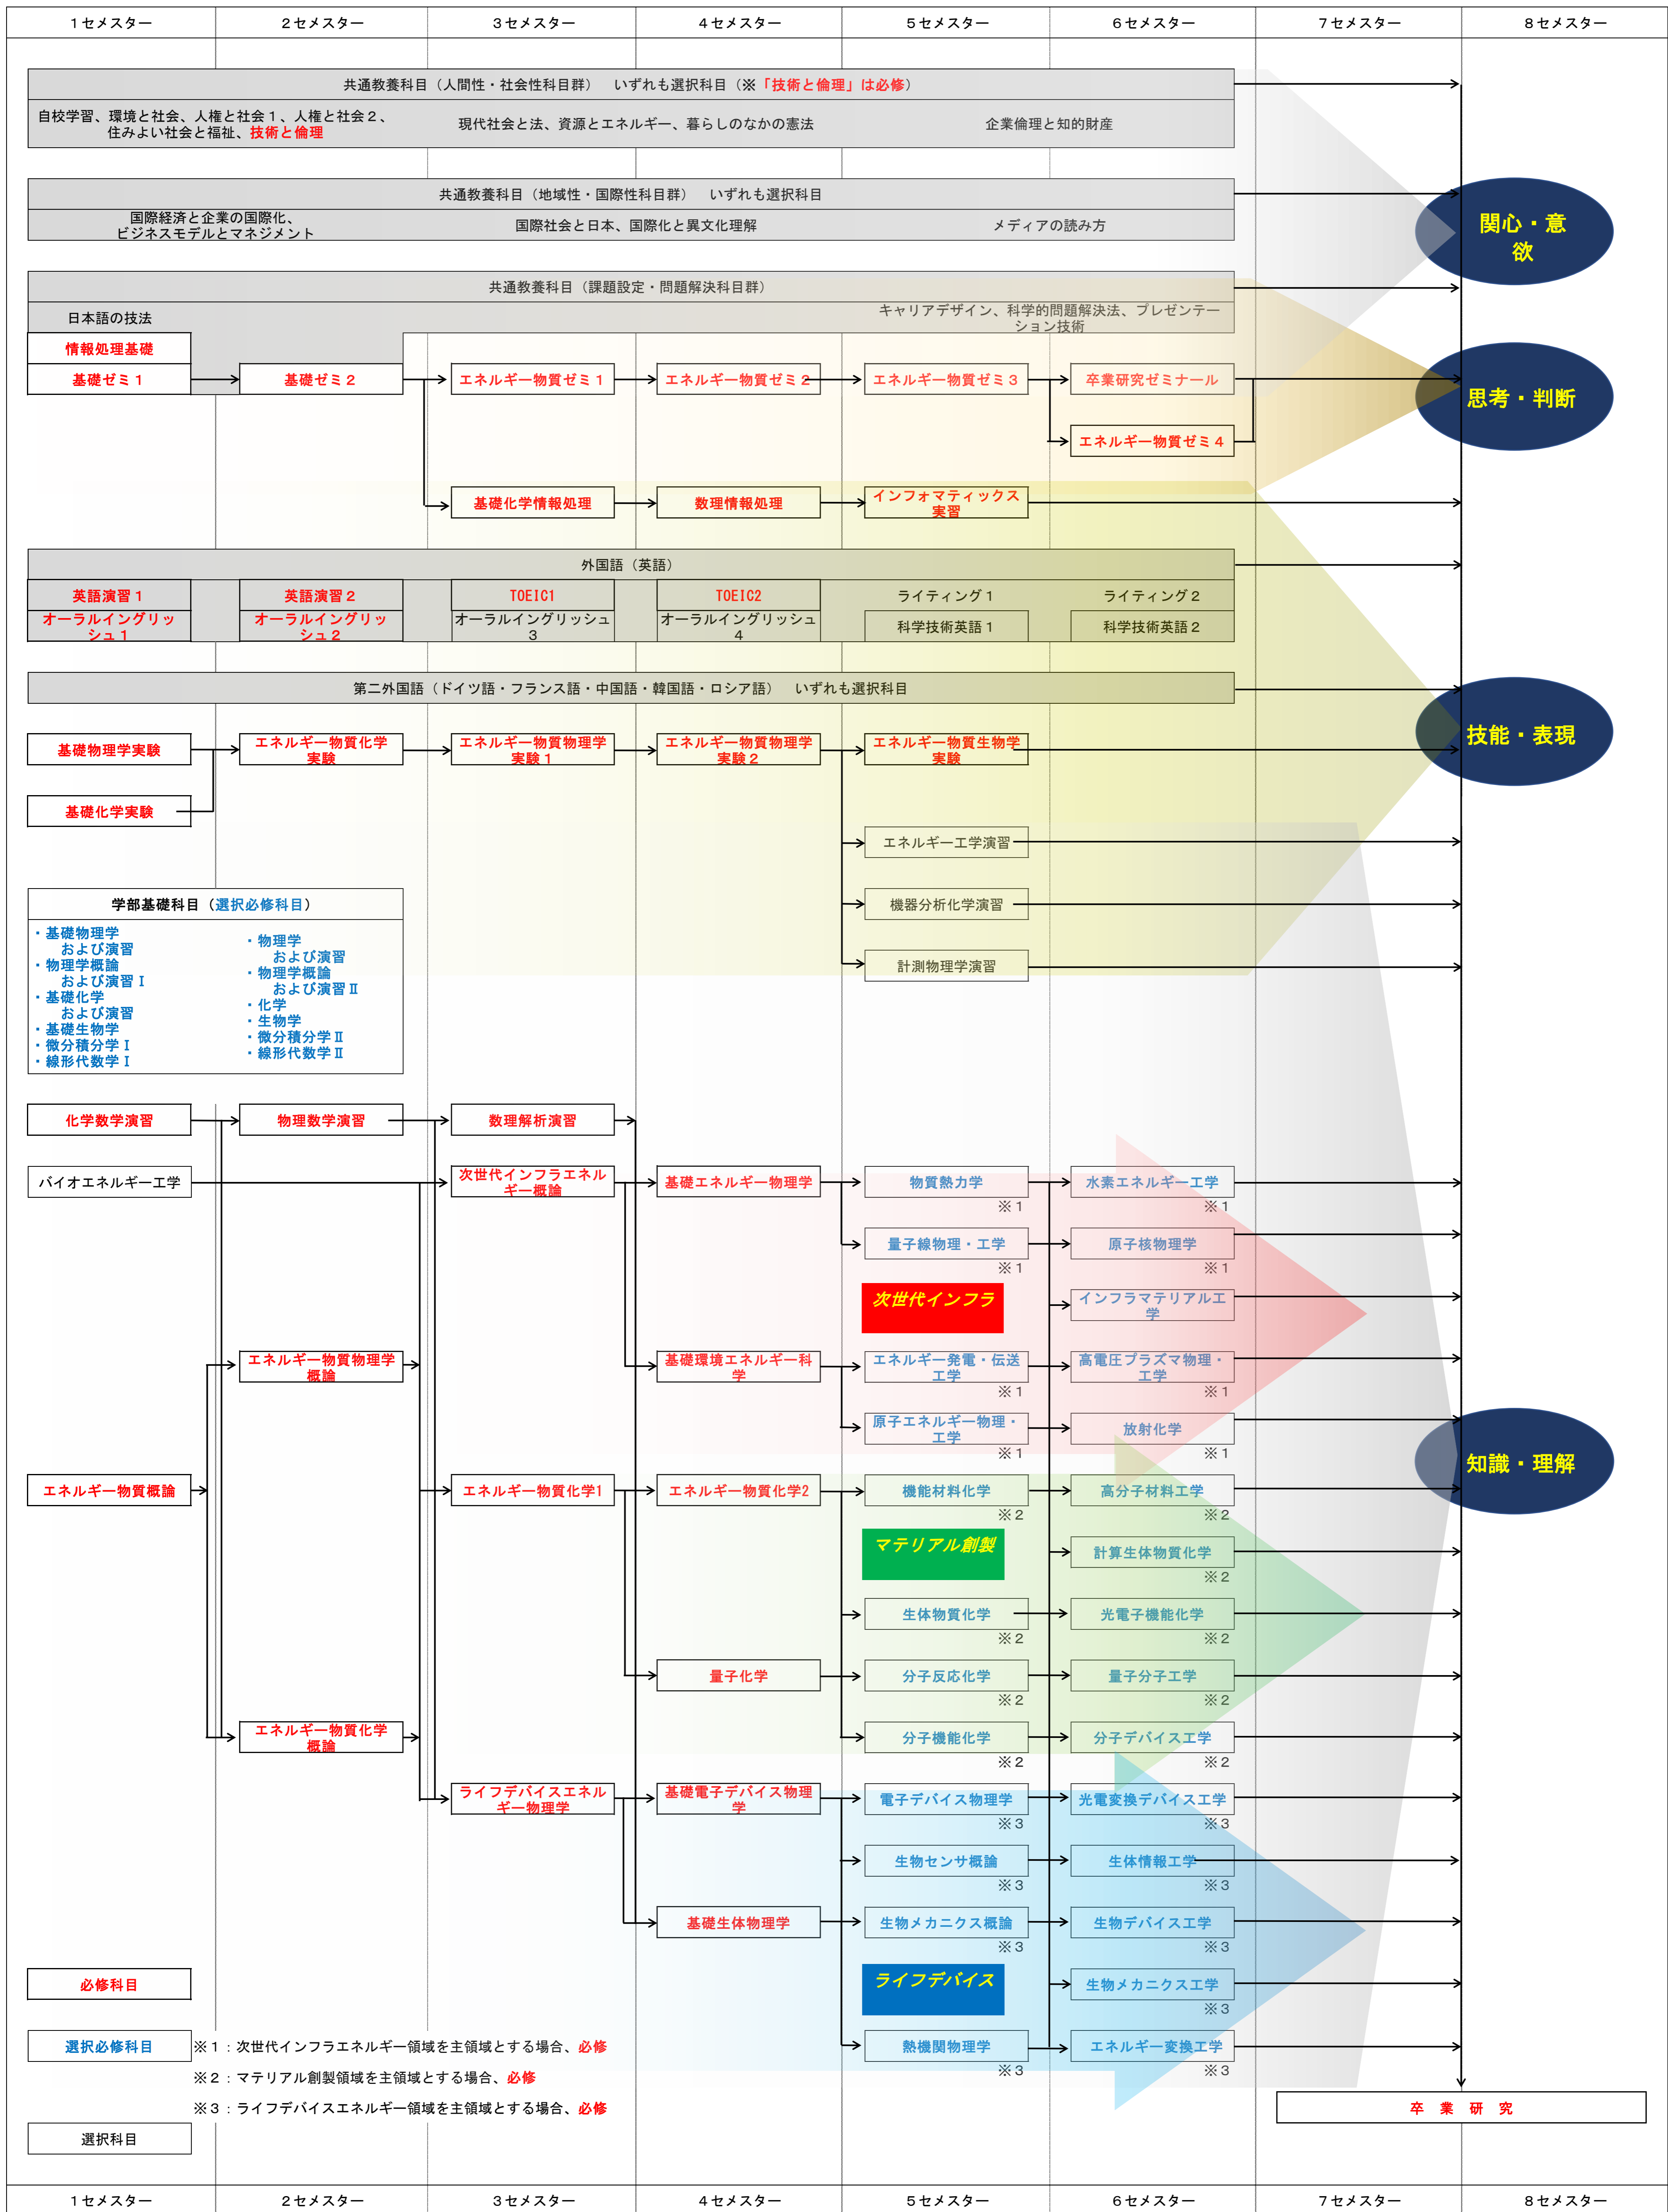 １セメスター ２セメスター ３セメスター ４セメスター ５セメスター ６セメスター ７セメスター ８セメスター
共通教養科目（人間性・社会性科目群）　いずれも選択科目（※「技術と倫理」は必修）
自校学習、環境と社会、人権と社会１、人権と社会２、
住みよい社会と福祉、技術と倫理
現代社会と法、資源とエネルギー、暮らしのなかの憲法
企業倫理と知的財産
共通教養科目（地域性・国際性科目群）　いずれも選択科目
国際経済と企業の国際化、
ビジネスモデルとマネジメント
国際社会と日本、国際化と異文化理解
メディアの読み方
関心・意
欲
共通教養科目（課題設定・問題解決科目群）
日本語の技法
キャリアデザイン、科学的問題解決法、プレゼンテー
ション技術
情報処理基礎
基礎ゼミ１
基礎ゼミ２
エネルギー物質ゼミ１
エネルギー物質ゼミ２
エネルギー物質ゼミ３
卒業研究ゼミナール
思考・判断
エネルギー物質ゼミ４
基礎化学情報処理
数理情報処理
インフォマティックス
実習
外国語（英語）
英語演習１
英語演習２
TOEIC1
TOEIC2
ライティング１
ライティング２
オーラルイングリッ
シュ１
オーラルイングリッ
シュ２
オーラルイングリッシュ
３
オーラルイングリッシュ
４
科学技術英語１
科学技術英語２
第二外国語（ドイツ語・フランス語・中国語・韓国語・ロシア語）　いずれも選択科目
技能・表現
基礎物理学実験
エネルギー物質化学
実験
エネルギー物質物理学
実験１
エネルギー物質物理学
実験２
エネルギー物質生物学
実験
基礎化学実験
エネルギー工学演習
機器分析化学演習
計測物理学演習
学部基礎科目（選択必修科目）
・基礎物理学
および演習
・物理学概論
および演習Ⅰ
・基礎化学
および演習
・基礎生物学
・微分積分学Ⅰ
・線形代数学Ⅰ
・物理学
および演習
・物理学概論
および演習Ⅱ
・化学
・生物学
・微分積分学Ⅱ
・線形代数学Ⅱ
化学数学演習
物理数学演習
数理解析演習
バイオエネルギー工学
次世代インフラエネル
ギー概論
基礎エネルギー物理学
物質熱力学
※１
水素エネルギー工学
※１
量子線物理・工学
※１
原子核物理学
※１
次世代インフラ
インフラマテリアル工
学
エネルギー物質物理学
概論
基礎環境エネルギー科
学
エネルギー発電・伝送
工学
※１
高電圧プラズマ物理・
工学
※１
原子エネルギー物理・
工学
※１
放射化学
※１
知識・理解
エネルギー物質概論
エネルギー物質化学1
エネルギー物質化学2
機能材料化学
※２
高分子材料工学
※２
マテリアル創製
計算生体物質化学
※２
生体物質化学
※２
光電子機能化学
※２
量子化学
分子反応化学
※２
量子分子工学
※２
エネルギー物質化学
概論
分子機能化学
※２
分子デバイス工学
※２
ライフデバイスエネル
ギー物理学
基礎電子デバイス物理
学
電子デバイス物理学
※３
光電変換デバイス工学
※３
生物センサ概論
※３
生体情報工学
※３
基礎生体物理学
生物メカニクス概論
※３
生物デバイス工学
※３
必修科目
ライフデバイス
生物メカニクス工学
※３
選択必修科目
※１：次世代インフラエネルギー領域を主領域とする場合、必修
熱機関物理学
※３
エネルギー変換工学
※３
※２：マテリアル創製領域を主領域とする場合、必修
※３：ライフデバイスエネルギー領域を主領域とする場合、必修
卒　業　研　究
選択科目
１セメスター ２セメスター ３セメスター ４セメスター ５セメスター ６セメスター ７セメスター ８セメスター